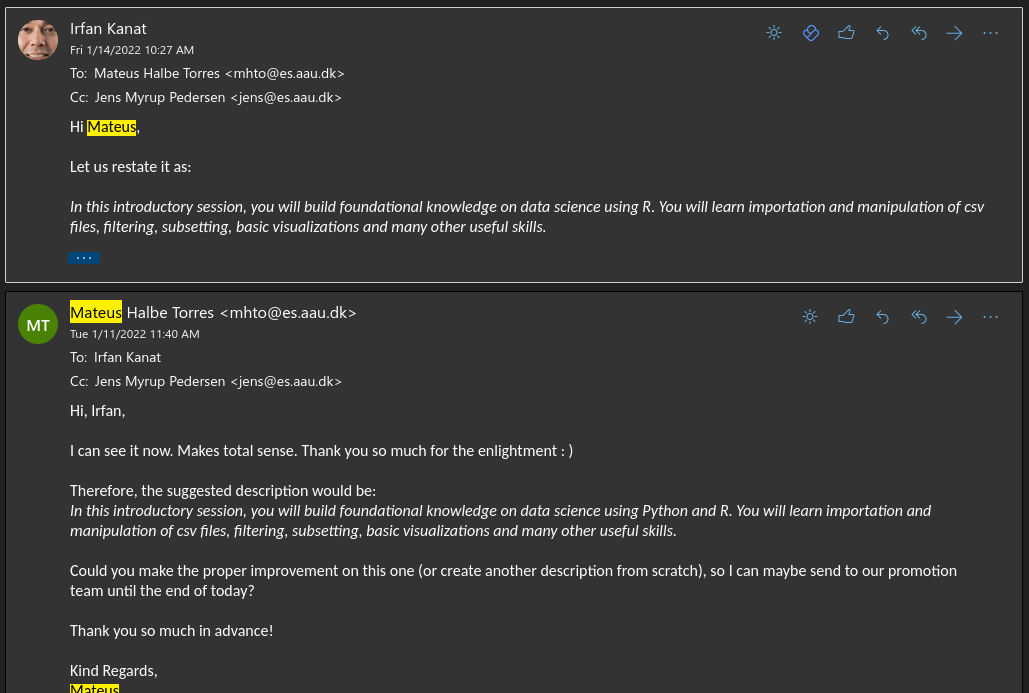 Irfan Kanat
Fri 1/14/2022 10:27 AM
To: Mateus Halbe Torres <mhto@es.aau.dk>
Cc: Jens Myrup Pedersen <jens@es.aau.dk>
Hi Mateus,
Let us restate it as:
In this introductory session, you will build foundational knowledge on data science using R. You will learn importation and manipulation of csv
files, filtering, subsetting, basic visualizations and many other useful skills.
...
MT
Mateus Halbe Torres <mhto@es.aau.dk>
Tue 1/11/2022 11:40 AM
To: Irfan Kanat
Cc: Jens Myrup Pedersen <jens@es.aau.dk>
Hi, Irfan,
I can see it now. Makes total sense. Thank you so much for the enlightment : )
Therefore, the suggested description would be:
In this introductory session, you will build foundational knowledge on data science using Python and R. You will learn importation and
manipulation of csv files, filtering, subsetting, basic visualizations and many other useful skills.
Could you make the proper improvement on this one (or create another description from scratch), so I can maybe send to our promotion
team until the end of today?
Thank you so much in advance!
Kind Regards,
Mateus